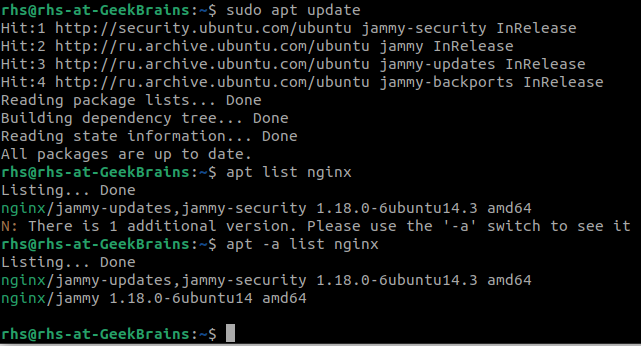 rhs@rhs-at-GeekBrains:~$ sudo apt update
Hit:1 http://security.ubuntu.com/ubuntu jammy-security InRelease
Hit:2 http://ru.archive.ubuntu.com/ubuntu jammy InRelease
Hit:3 http://ru.archive.ubuntu.com/ubuntu jammy-updates InRelease
Hit:4 http://ru.archive.ubuntu.com/ubuntu jammy-backports InRelease
Reading package lists... Done
Building dependency tree... Done
Reading state information... Done
All packages are up to date.
rhs@rhs-at-GeekBrains:~$ apt list nginx
Listing... Done
nginx/jammy-updates,jammy-security 1.18.0-6ubuntu14.3 amd64
N: There is 1 additional version. Please use the '-a' switch to see it
rhs@rhs-at-GeekBrains:~$ apt -a list nginx
Listing... Done
nginx/jammy-updates,jammy-security 1.18.0-6ubuntu14.3 amd64
nginx/jammy 1.18.0-6ubuntu14 amd64
rhs@rhs-at-GeekBrains:~$